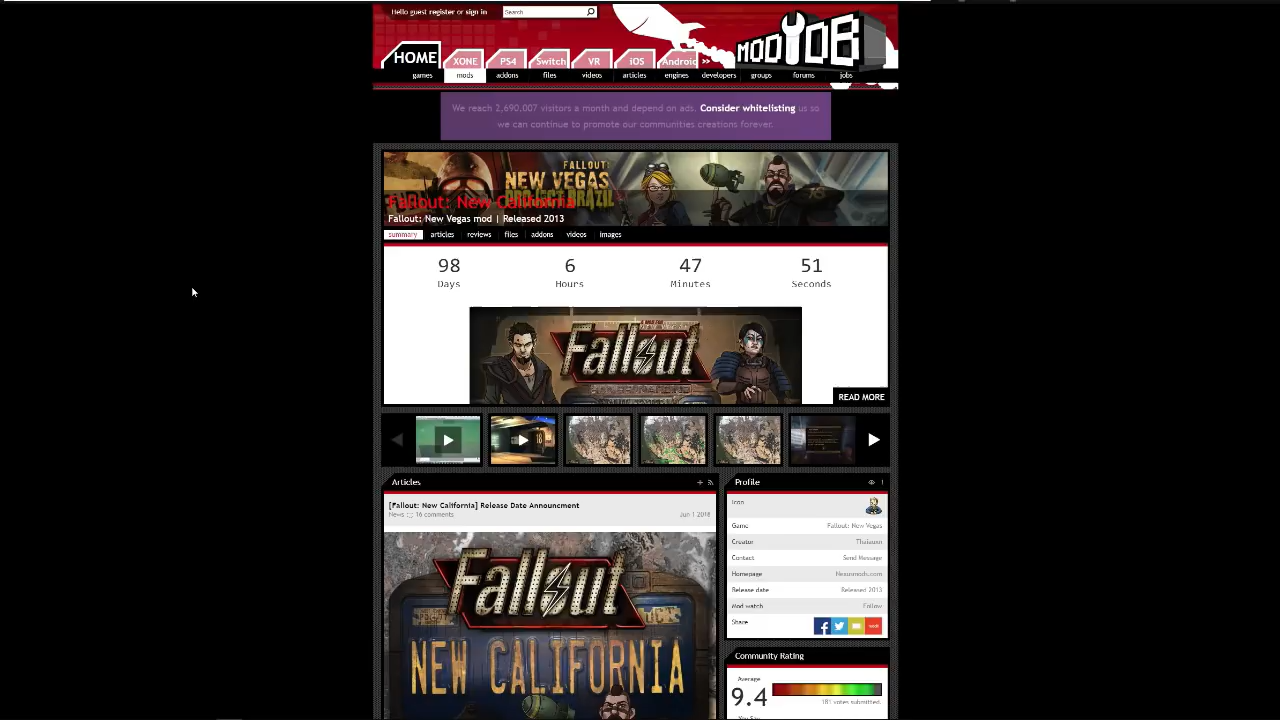 Hello guest register or sign in
Search
MOD DB
HOME
XONE
PS4
Switch
VR
iOS
Android
»
games
mods
addons
files
videos
articles
engines
developers
groups
forums
jobs
We reach 2,690,007 visitors a month and depend on ads. Consider whitelisting us so
we can continue to promote our communities creations forever.
FALLOUT:
NEW VEGAS
PROJECT BRAZIL
Fallout: New California
Fallout: New Vegas mod | Released 2013
summary
articles
reviews
files
addons
videos
images
98
6
47
51
Days
Hours
Minutes
Seconds
Fallout
READ MORE
Articles
[Fallout: New California] Release Date Announcment
News
16 comments
Jun 1 2018
Fallout
NEW CALIFORNIA
Profile
Icon
Game
Fallout: New Vegas
Creator
Thaiauxn
Contact
Send Message
Homepage
Nexusmods.com
Release date
Released 2013
Mod watch
Follow
Share
Community Rating
Average
9.4
181 votes submitted.
You Say